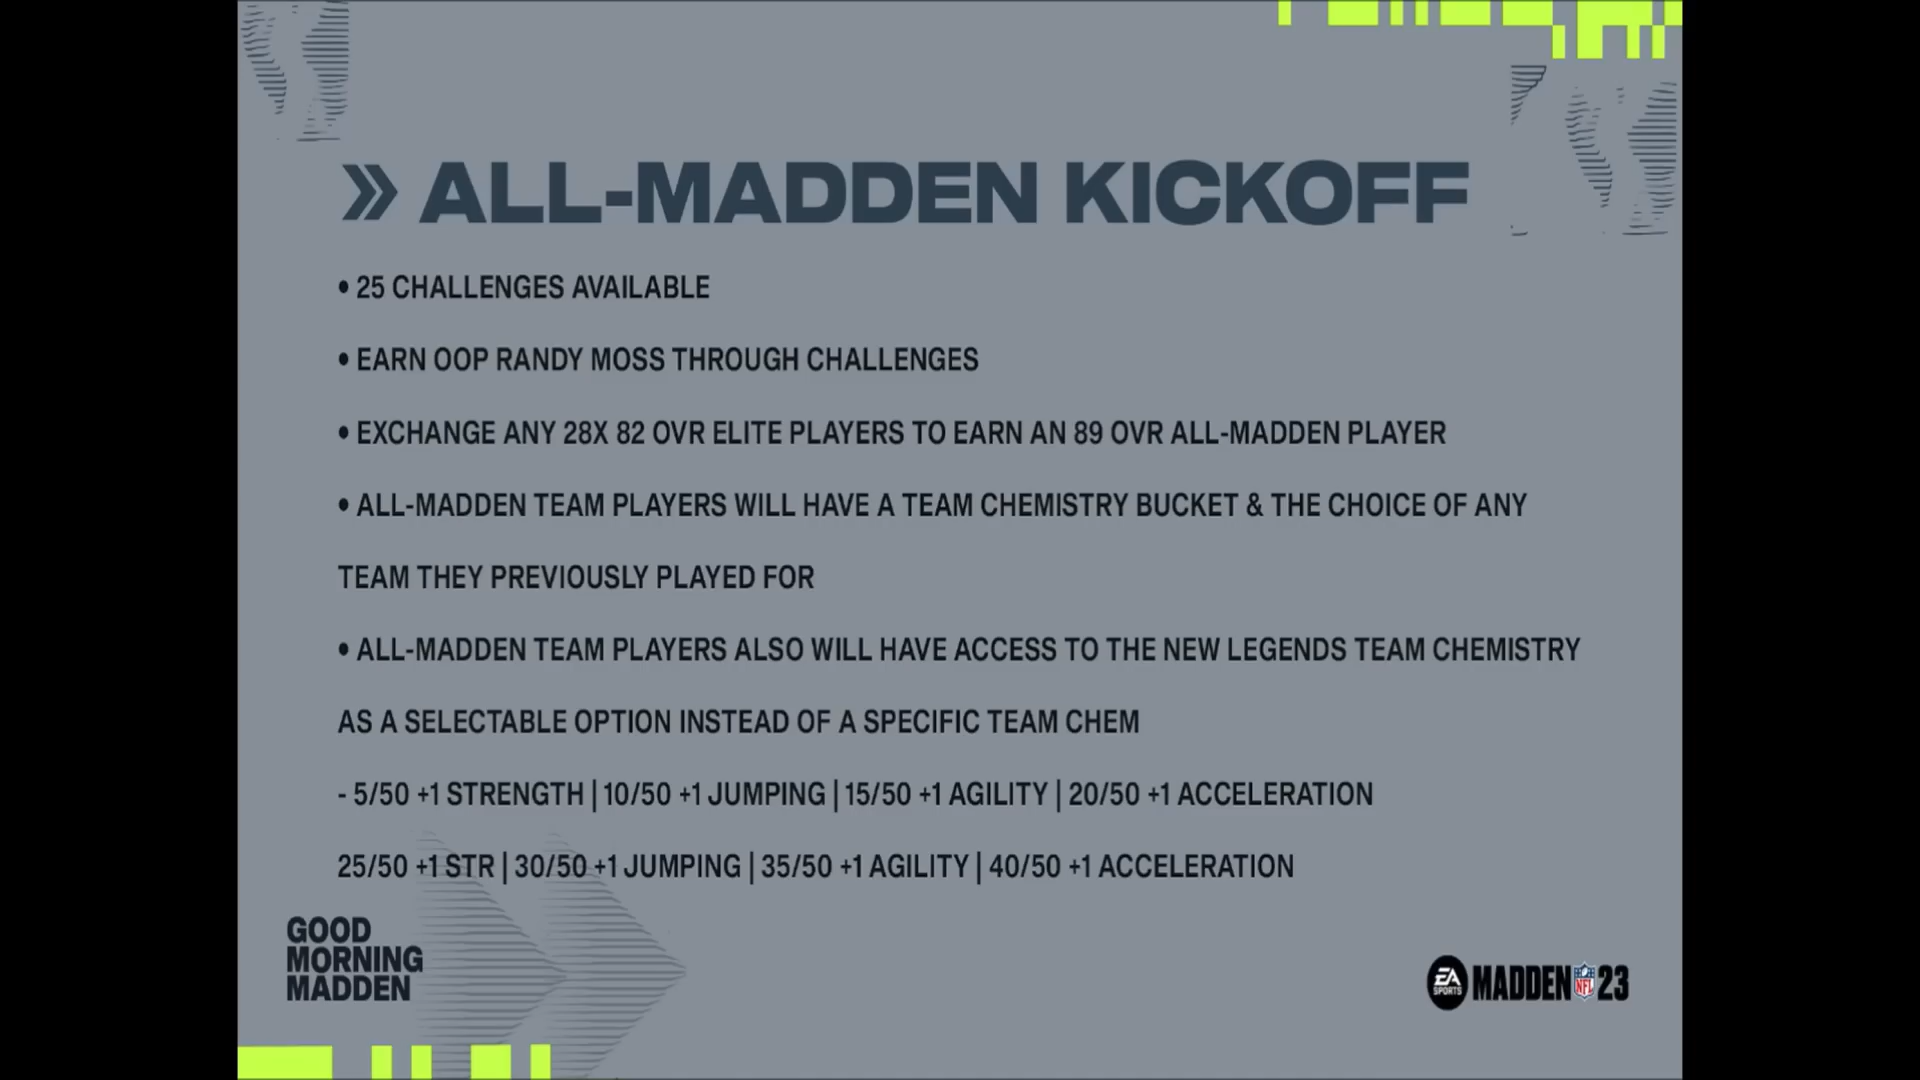 » ALL-MADDEN KICKOFF
• 25 CHALLENGES AVAILABLE
• EARN OOP RANDY MOSS THROUGH CHALLENGES
• EXCHANGE ANY 28X 82 OVR ELITE PLAYERS TO EARN AN 89 OVR ALL-MADDEN PLAYER
• ALL-MADDEN TEAM PLAYERS WILL HAVE A TEAM CHEMISTRY BUCKET & THE CHOICE OF ANY
TEAM THEY PREVIOUSLY PLAYED FOR
• ALL-MADDEN TEAM PLAYERS ALSO WILL HAVE ACCESS TO THE NEW LEGENDS TEAM CHEMISTRY
AS A SELECTABLE OPTION INSTEAD OF A SPECIFIC TEAM CHEM
- 5/50 +1 STRENGTH | 10/50 +1 JUMPING | 15/50 +1 AGILITY | 20/50 +1 ACCELERATION
25/50 +1 STR | 30/50 +1 JUMPING | 35/50 +1 AGILITY | 40/50 +1 ACCELERATION
GOOD
MORNING
MADDEN
EA SPORTS MADDEN NFL 23